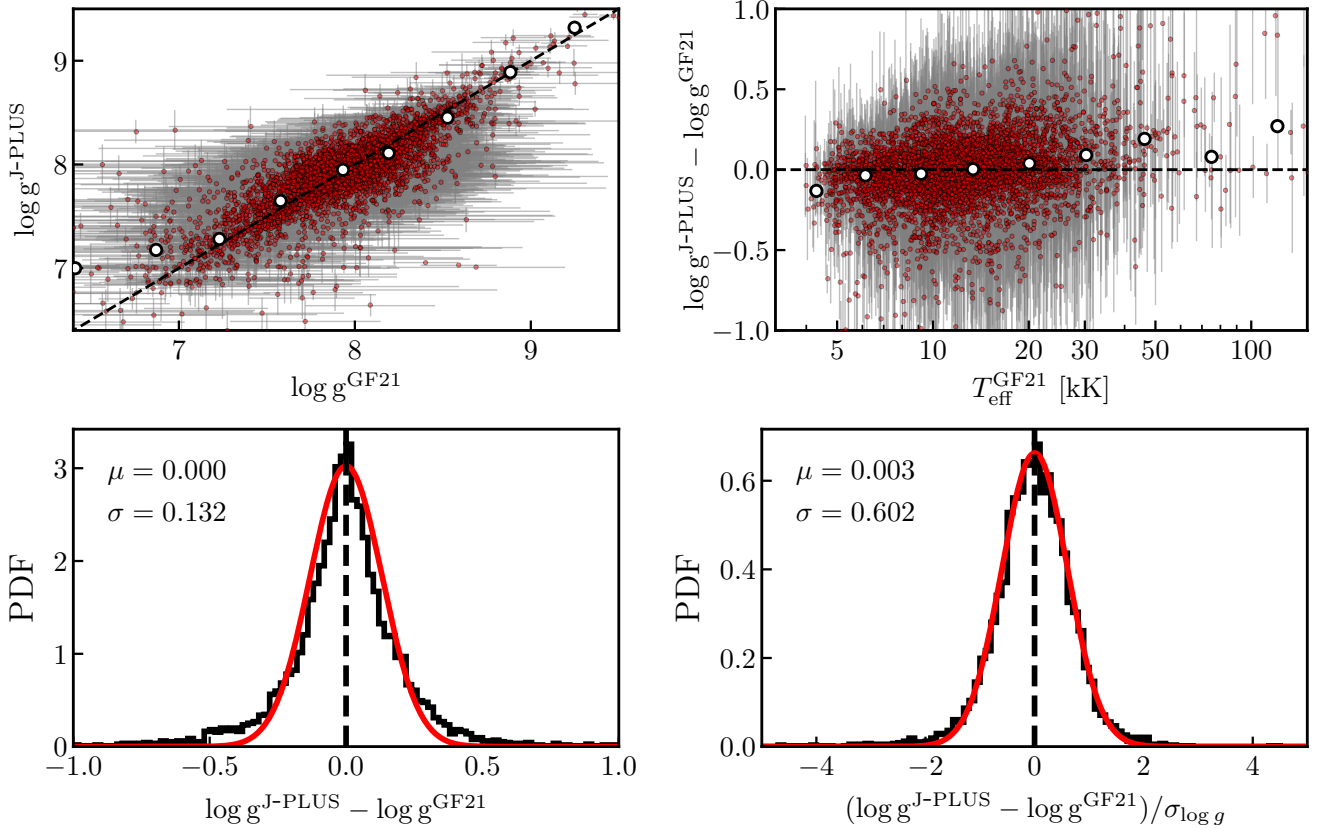 9
8
7
log g^J-PLUS
7
8
9
log g^GF21
1.0
0.5
0.0
−0.5
−1.0
log g^J-PLUS − log g^GF21
5
10
20
30
50
100
T_eff^GF21 [kK]
μ = 0.000
σ = 0.132
3
2
1
0
PDF
−1.0
−0.5
0.0
0.5
1.0
log g^J-PLUS − log g^GF21
μ = 0.003
σ = 0.602
0.6
0.4
0.2
0.0
PDF
−4
−2
0
2
4
(log g^J-PLUS − log g^GF21)/σ_log g